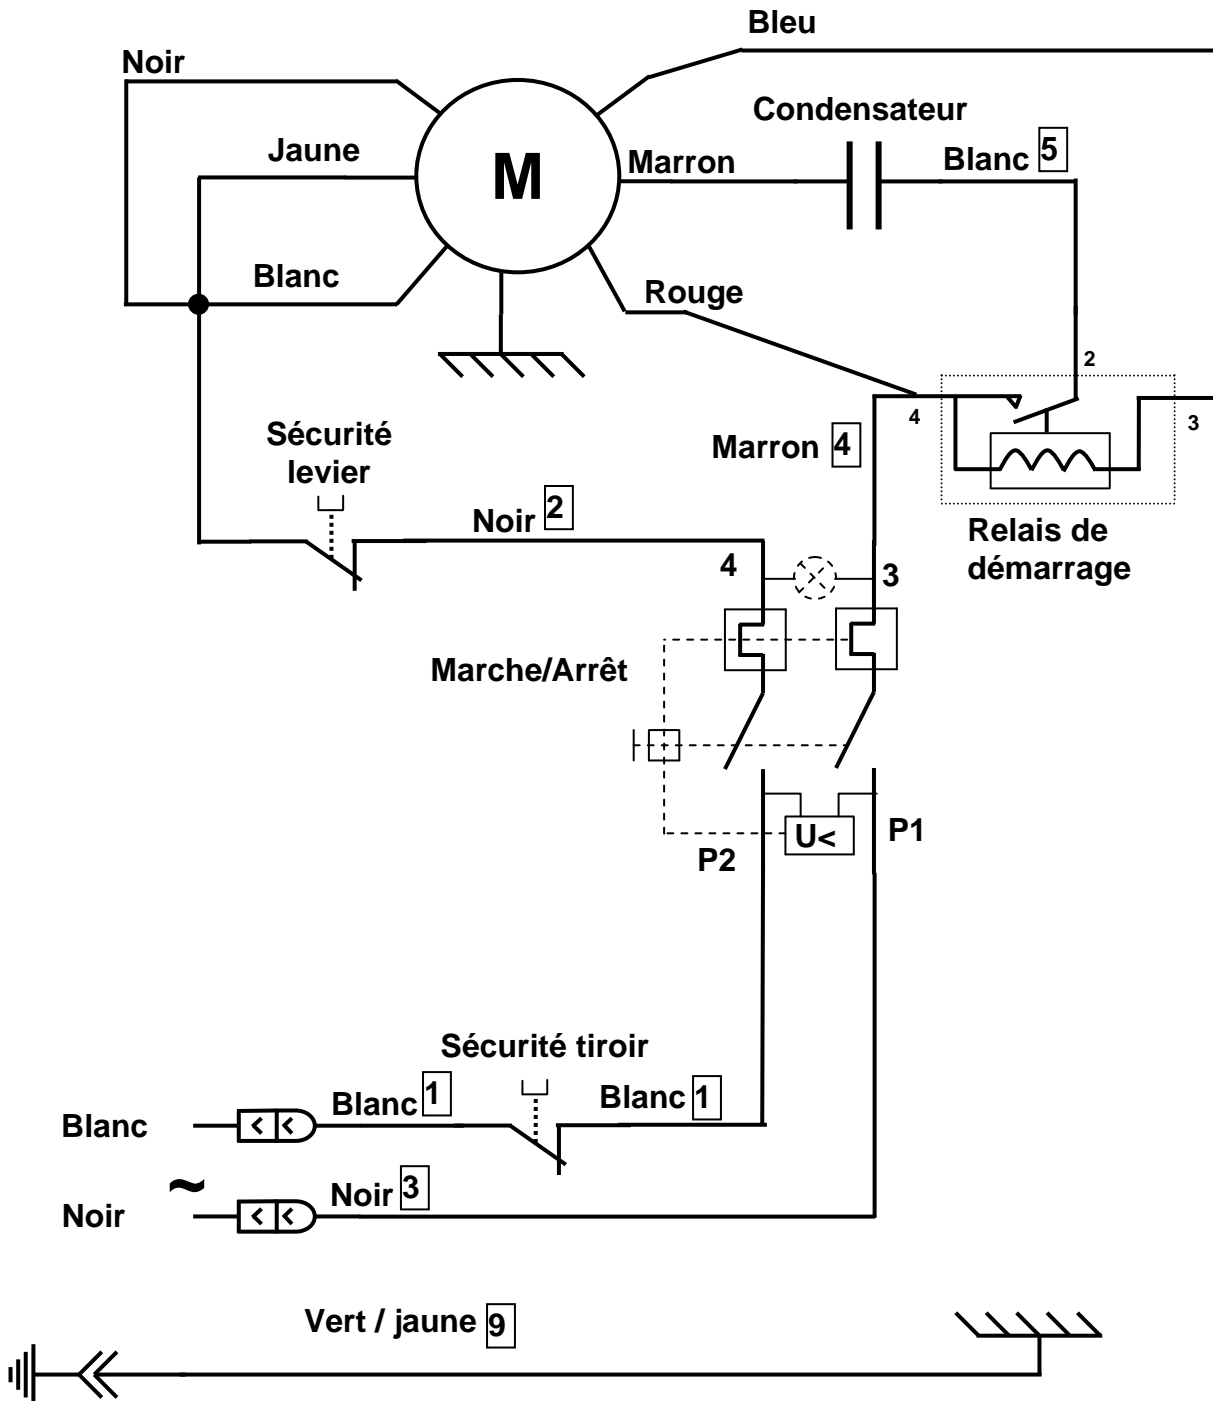 Bleu
Noir
Condensateur
Jaune
M
Marron
Blanc 5
Blanc
Rouge
2
4
3
Sécurité
levier
Marron 4
Noir 2
Relais de
démarrage
4
3
Marche/Arrêt
U<
P1
P2
Sécurité tiroir
Blanc 1
Blanc 1
Blanc
~
Noir 3
Noir
Vert / jaune 9